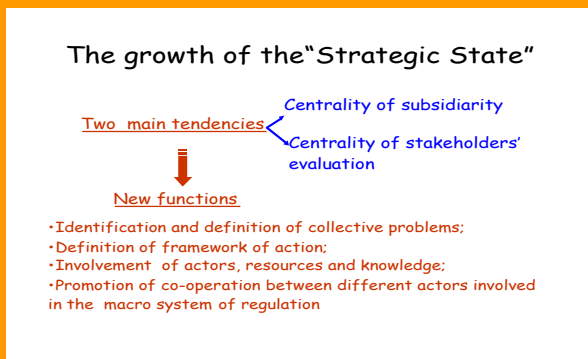 The growth of the“Strategic State”
Centrality of subsidiarity
Two main tendencies
Centrality of stakeholders’
evaluation
New functions
•Identification and definition of collective problems;
•Definition of framework of action;
•Involvement of actors, resources and knowledge;
•Promotion of co-operation between different actors involved
in the macro system of regulation